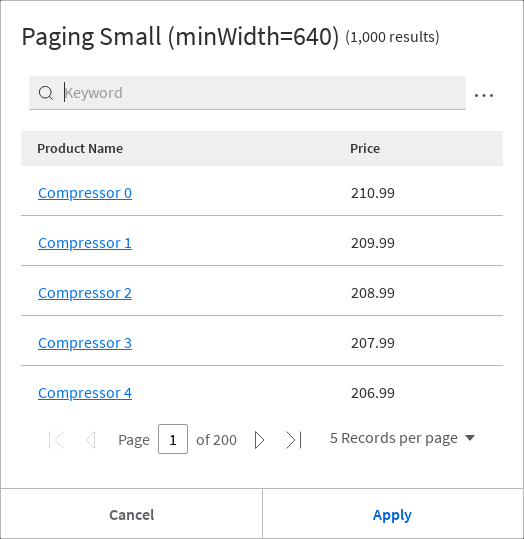 Paging Small (minWidth=640) (1,000 results)
Keyword
Product Name Price
Compressor 0 210.99
Compressor 1 209.99
Compressor 2 208.99
Compressor 3 207.99
Compressor 4 206.99
Page 1 of 200 5 Records per page
Cancel Apply